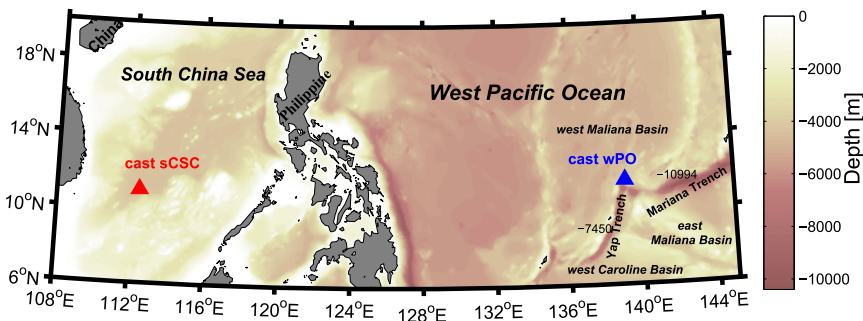 China
18°N
14°N
10°N
6°N
South China Sea
Philippine
West Pacific Ocean
west Maliana Basin
cast sCSC
cast wPO
−10994
Mariana Trench
−7450
Yap Trench
east
Maliana Basin
west Caroline Basin
108°E
112°E
120°E
124°E
128°E
132°E
136°E
140°E
144°E
0
−2000
−4000
−6000
−8000
−10000
Depth [m]